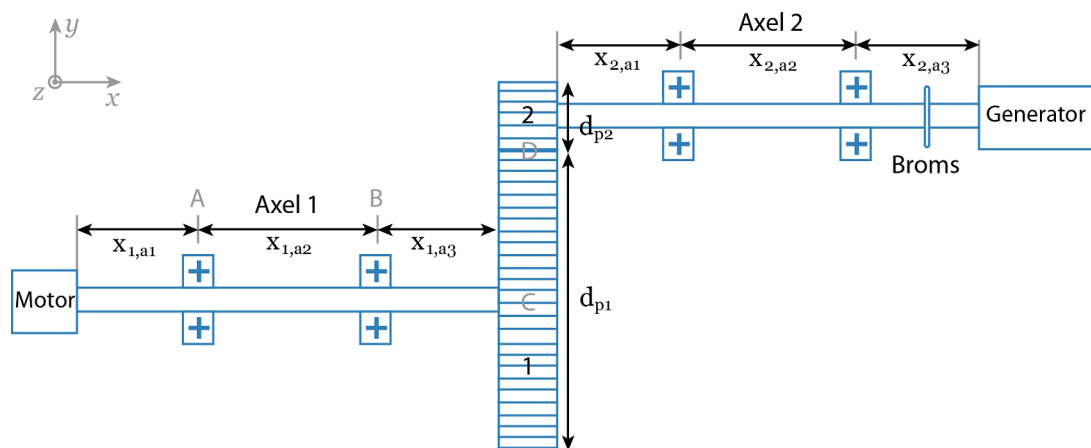 y
z
x
Axel 2
x2,a1
x2,a2
x2,a3
2
dp2
D
Generator
Broms
A
Axel 1
B
x1,a1
x1,a2
x1,a3
Motor
C
dp1
1